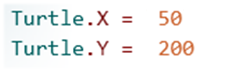 Turtle.X = 50
Turtle.Y = 200